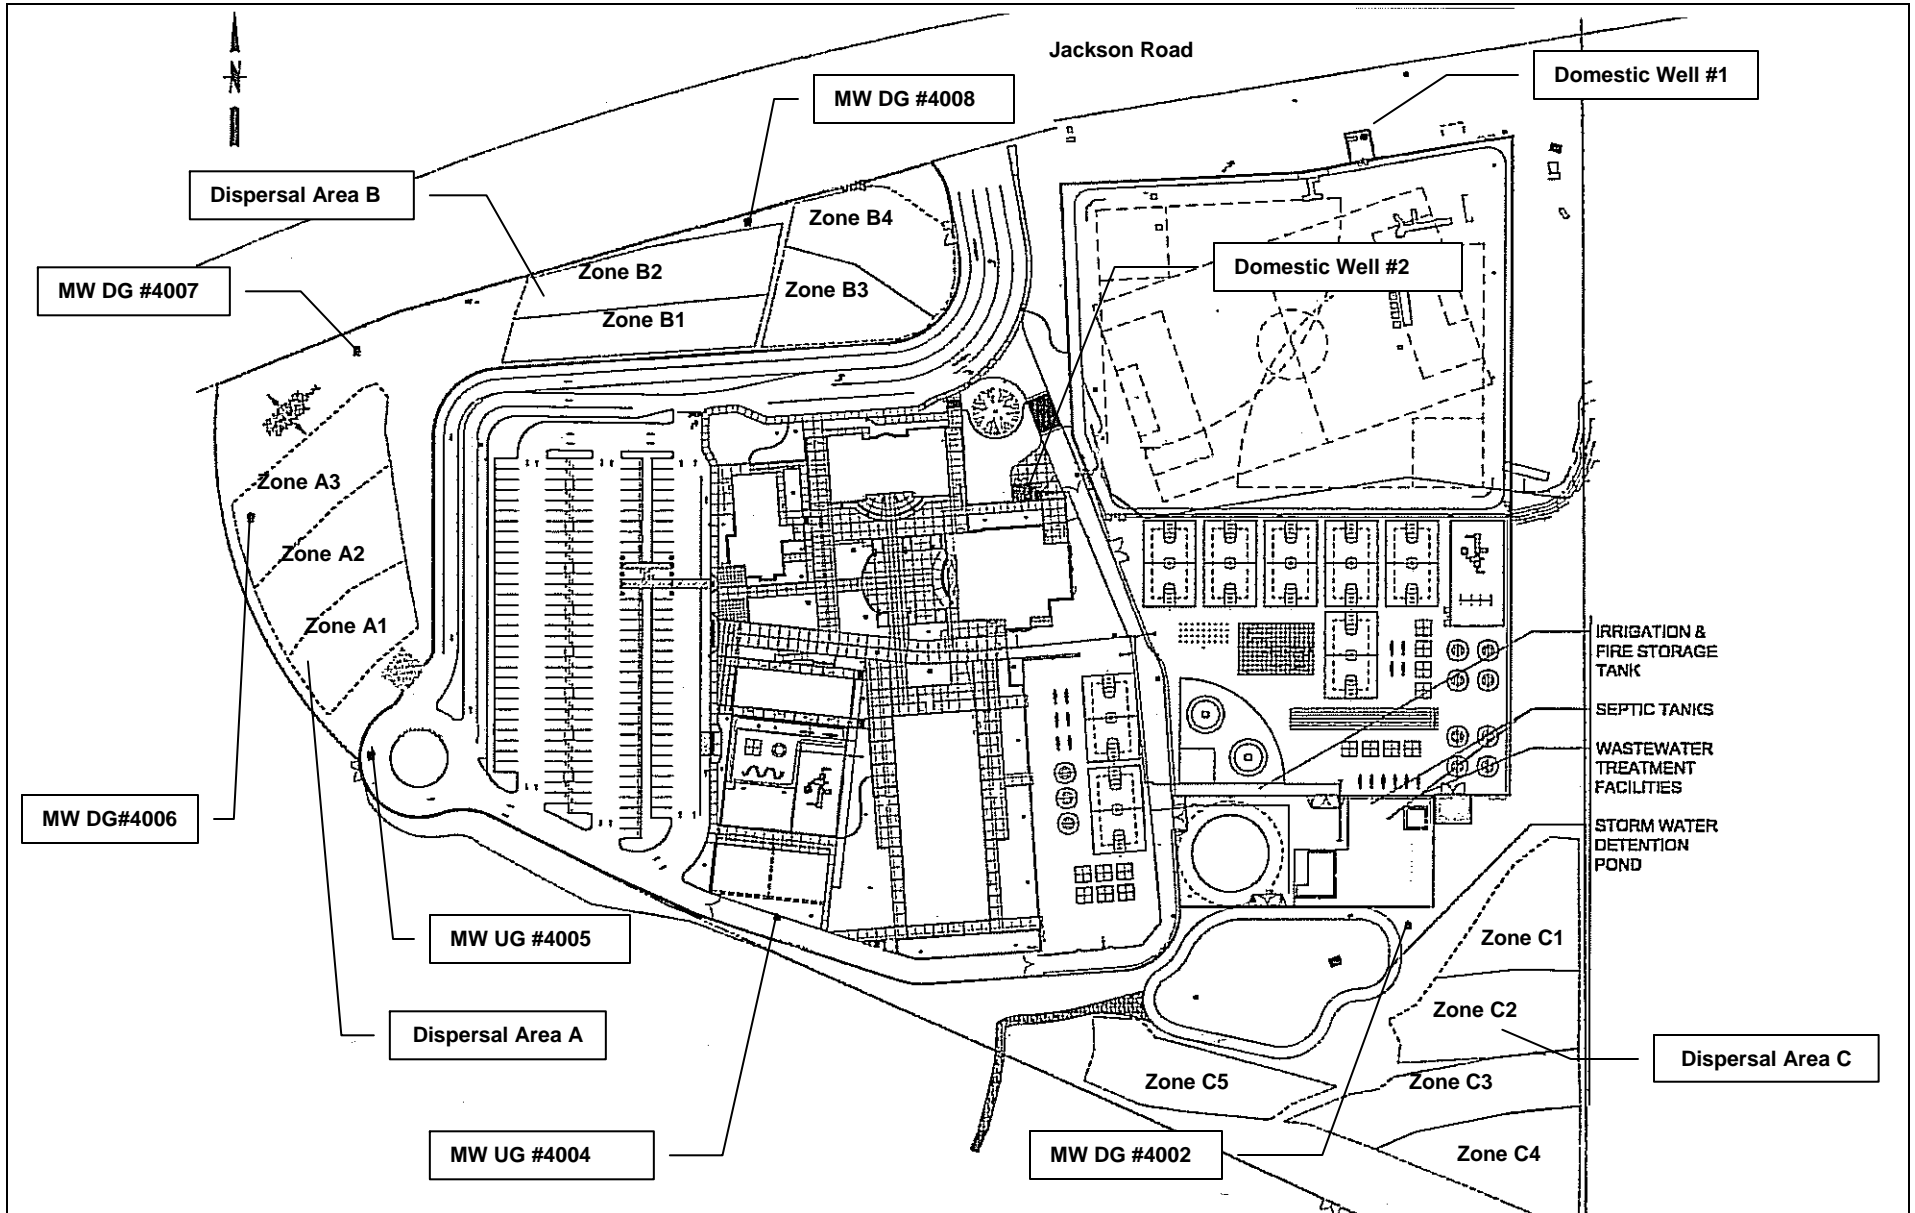 Jackson Road
N
Domestic Well #1
MW DG #4008
Dispersal Area B
Zone B4
Domestic Well #2
Zone B2
MW DG #4007
Zone B3
Zone B1
Zone A3
Zone A2
Zone A1
IRRIGATION &
FIRE STORAGE
TANK
SEPTIC TANKS
WASTEWATER
TREATMENT
FACILITIES
MW DG#4006
STORM WATER
DETENTION
POND
MW UG #4005
Zone C1
Zone C2
Dispersal Area A
Dispersal Area C
Zone C5
Zone C3
MW UG #4004
MW DG #4002
Zone C4